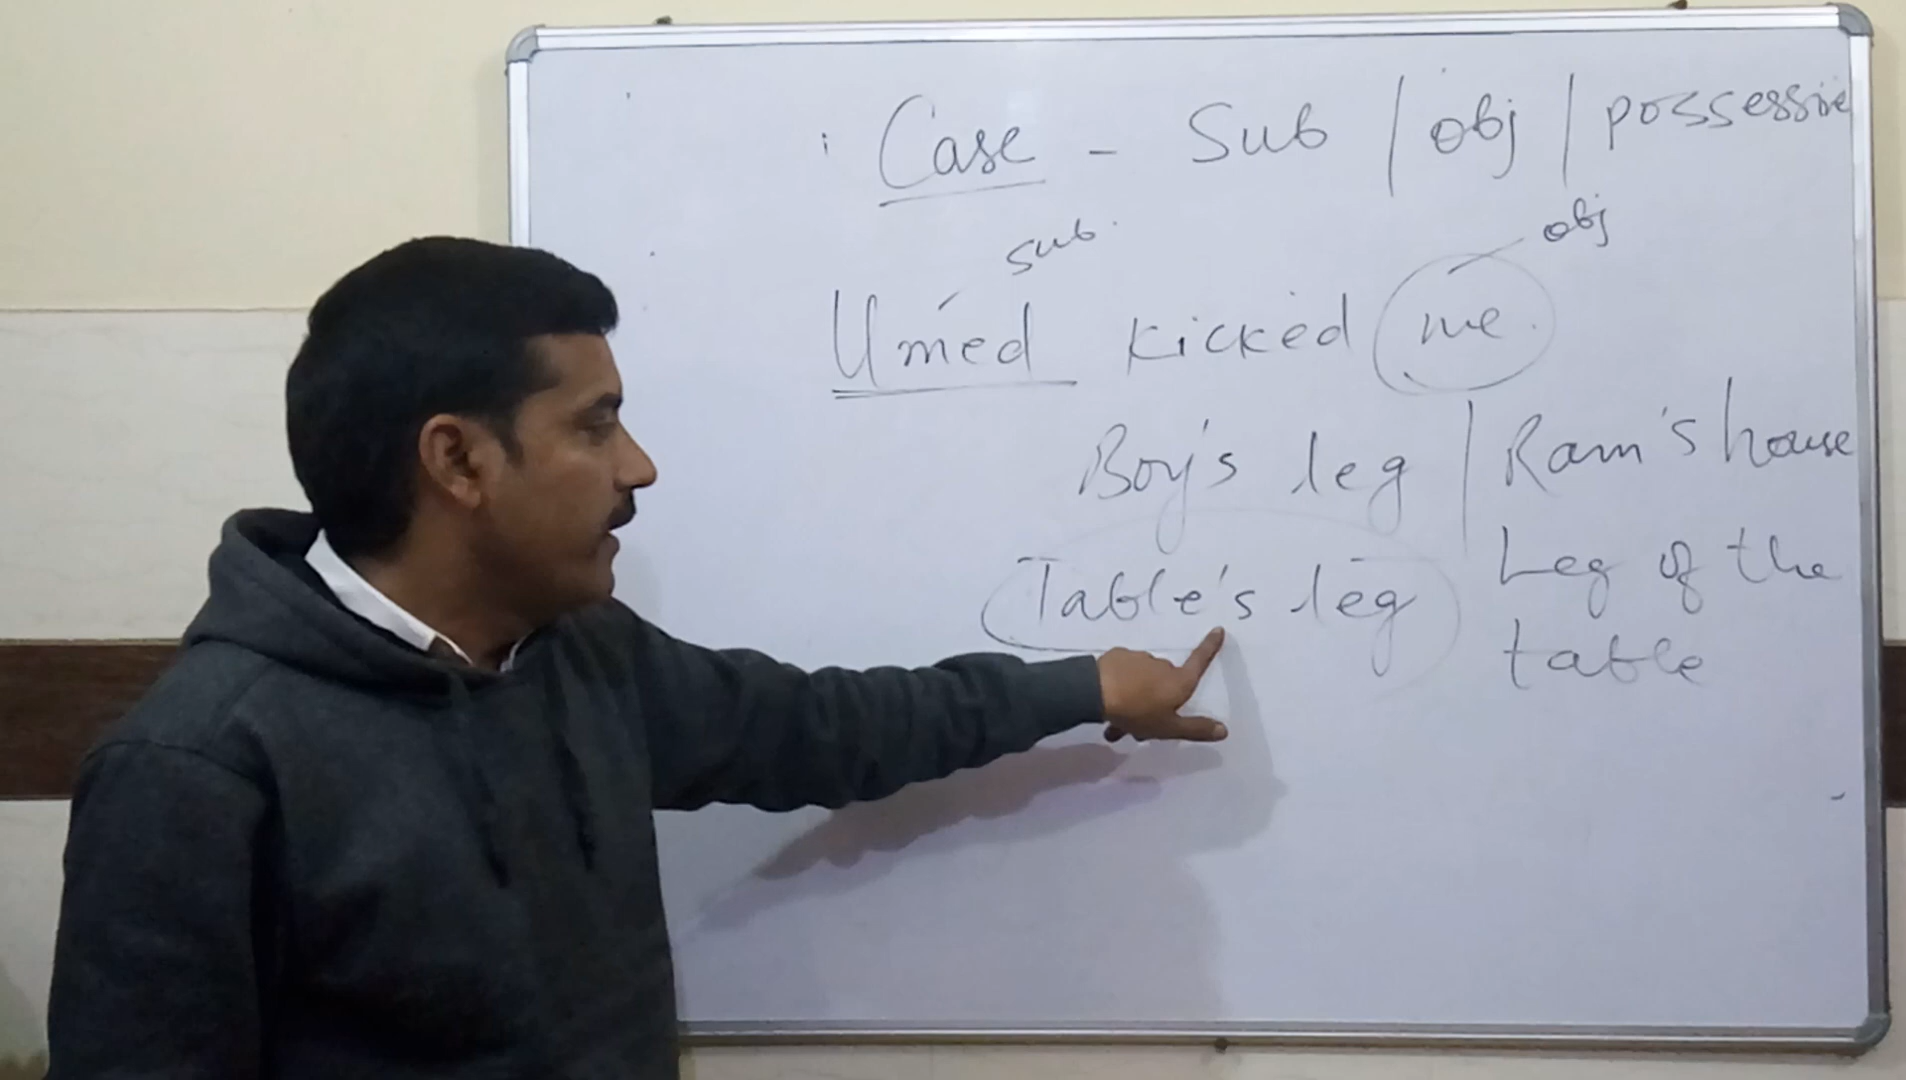 Case - Sub / obj / possessive
sub. obj
Umed kicked me.
Boy's leg / Ram's house
Table's leg
Leg of the
table